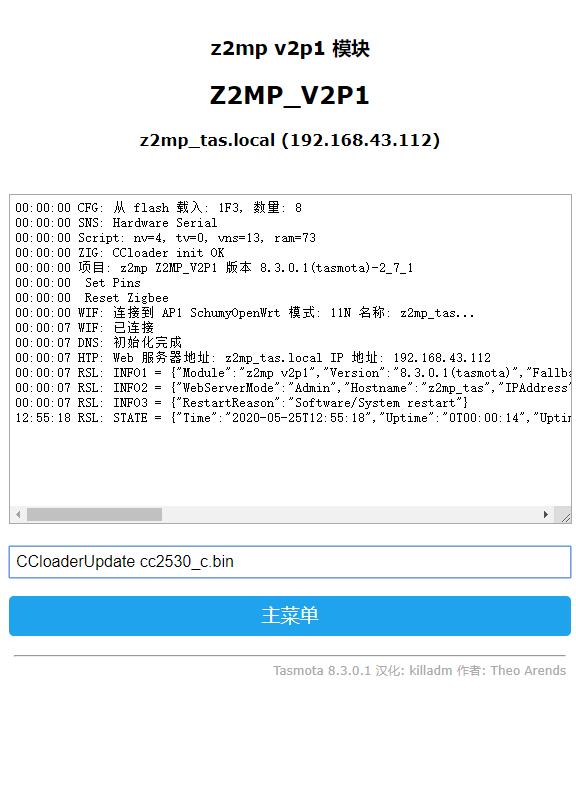 z2mp v2p1 模块
Z2MP_V2P1
z2mp_tas.local (192.168.43.112)
00:00:00 CFG: 从 flash 载入: 1F3, 数量: 8
00:00:00 SNS: Hardware Serial
00:00:00 Script: nv=4, tv=0, vns=13, ram=73
00:00:00 ZIG: CCloader init OK
00:00:00 项目: z2mp Z2MP_V2P1 版本 8.3.0.1(tasmota)-2_7_1
00:00:00  Set Pins
00:00:00  Reset Zigbee
00:00:00 WIF: 连接到 AP1 SchumyOpenWrt 模式: 11N 名称: z2mp_tas...
00:00:07 WIF: 已连接
00:00:07 DNS: 初始化完成
00:00:07 HTP: Web 服务器地址: z2mp_tas.local IP 地址: 192.168.43.112
00:00:07 RSL: INFO1 = {"Module":"z2mp v2p1","Version":"8.3.0.1(tasmota)","Fallba
00:00:07 RSL: INFO2 = {"WebServerMode":"Admin","Hostname":"z2mp_tas","IPAddress"
00:00:07 RSL: INFO3 = {"RestartReason":"Software/System restart"}
12:55:18 RSL: STATE = {"Time":"2020-05-25T12:55:18","Uptime":"0T00:00:14","Uptim
CCloaderUpdate cc2530_c.bin
主菜单
Tasmota 8.3.0.1 汉化: killadm 作者: Theo Arends